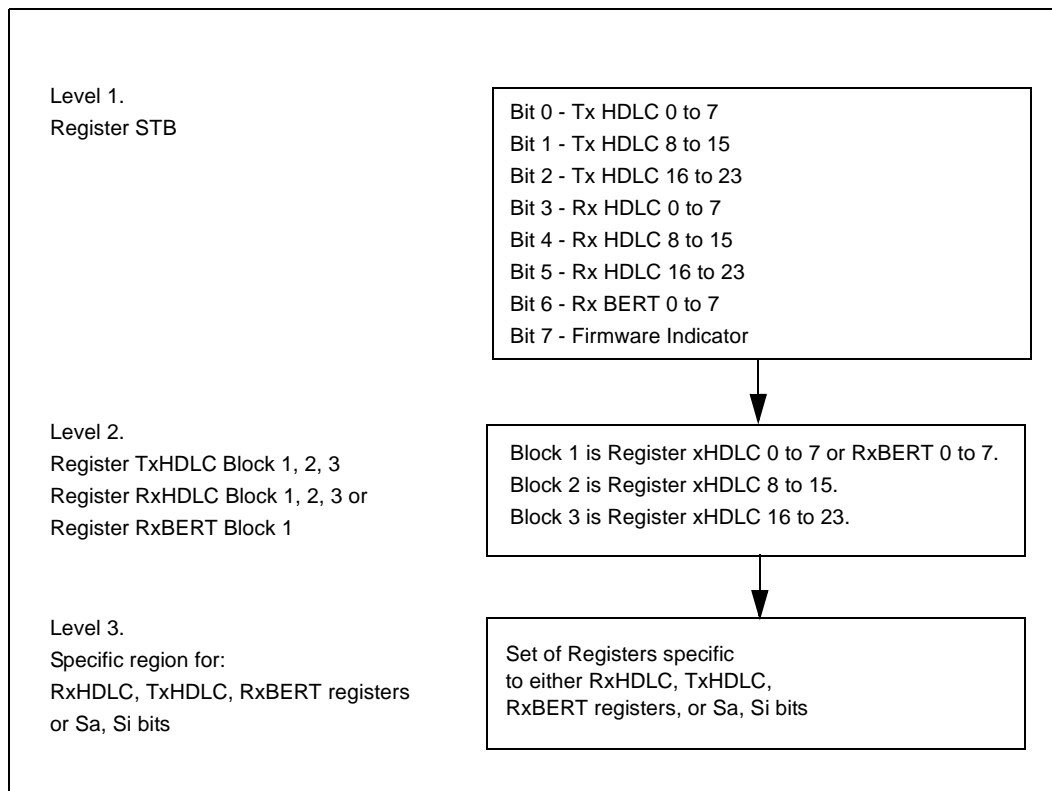 Level 1.
Register STB
Bit 0 - Tx HDLC 0 to 7
Bit 1 - Tx HDLC 8 to 15
Bit 2 - Tx HDLC 16 to 23
Bit 3 - Rx HDLC 0 to 7
Bit 4 - Rx HDLC 8 to 15
Bit 5 - Rx HDLC 16 to 23
Bit 6 - Rx BERT 0 to 7
Bit 7 - Firmware Indicator
Level 2.
Register TxHDLC Block 1, 2, 3
Register RxHDLC Block 1, 2, 3 or
Register RxBERT Block 1
Block 1 is Register xHDLC 0 to 7 or RxBERT 0 to 7.
Block 2 is Register xHDLC 8 to 15.
Block 3 is Register xHDLC 16 to 23.
Level 3.
Specific region for:
RxHDLC, TxHDLC, RxBERT registers
or Sa, Si bits
Set of Registers specific
to either RxHDLC, TxHDLC,
RxBERT registers, or Sa, Si bits